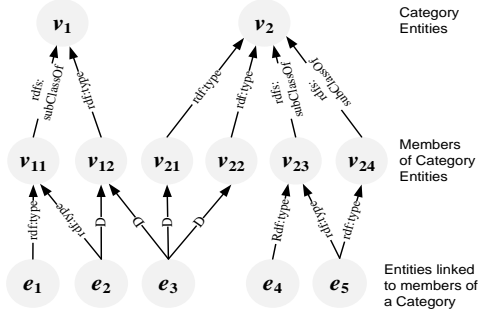 v1
v2
Category
Entities
rdfs:
subClassOf
rdf:type
rdf:type
rdf:type
rdfs:
subClassOf
rdfs:
subClassOf
v11
v12
v21
v22
v23
v24
Members
of Category
Entities
rdf:type
rdf:type
D
D
D
D
Rdf:type
rdf:type
rdf:type
e1
e2
e3
e4
e5
Entities linked
to members of
a Category